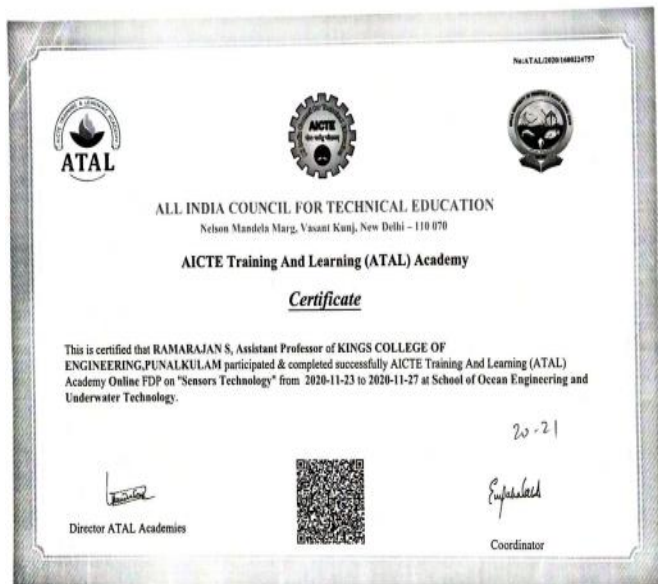 No:ATAL/2020/1600224757
ATAL
AICTE
ALL INDIA COUNCIL FOR TECHNICAL EDUCATION
Nelson Mandela Marg, Vasant Kunj, New Delhi – 110 070
AICTE Training And Learning (ATAL) Academy
Certificate
This is certified that RAMARAJAN S, Assistant Professor of KINGS COLLEGE OF
ENGINEERING,PUNALKULAM participated & completed successfully AICTE Training And Learning (ATAL)
Academy Online FDP on "Sensors Technology" from 2020-11-23 to 2020-11-27 at School of Ocean Engineering and
Underwater Technology.
20-21
Director ATAL Academies
Coordinator